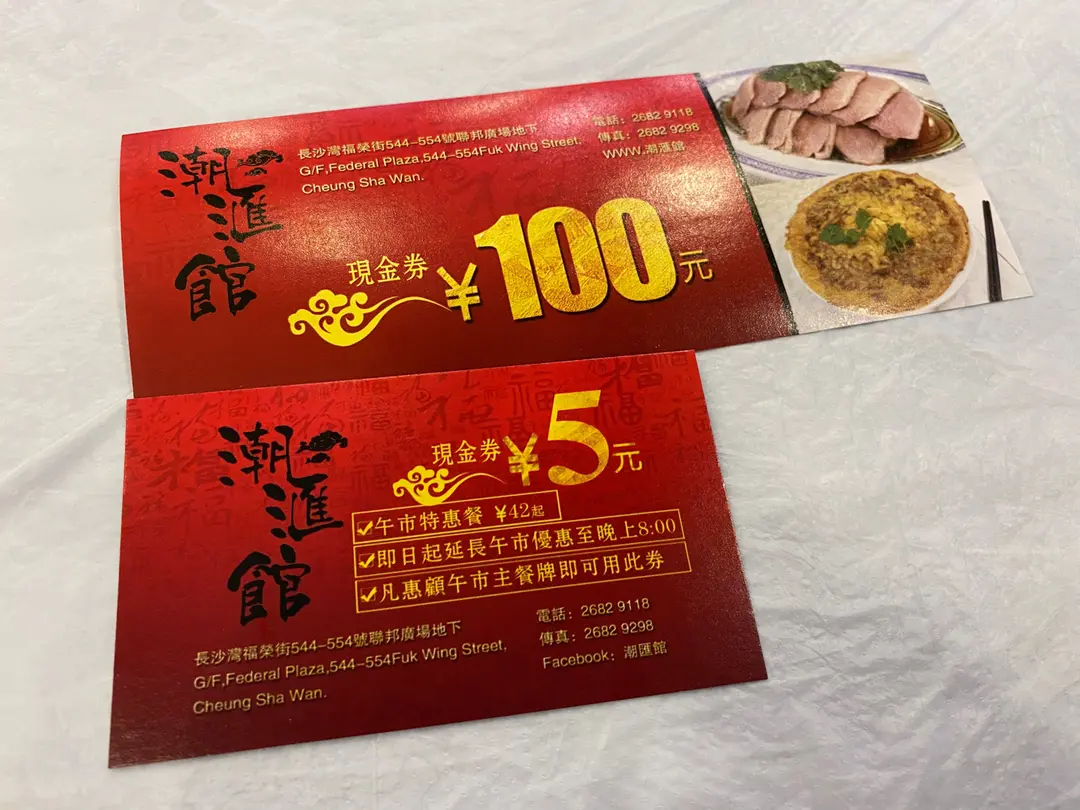 潮匯館
長沙灣福榮街544-554號聯邦廣場地下
G/F,Federal Plaza,544-554Fuk Wing Street,
Cheung Sha Wan.
電話：2682 9118
傳真：2682 9298
WWW.潮匯館
現金券 ¥100元
潮匯館
現金券 ¥5元
午市特惠餐 ¥42起
即日起延長午市優惠至晚上8:00
凡惠顧午市主餐牌即可用此券
長沙灣福榮街544-554號聯邦廣場地下
G/F,Federal Plaza,544-554Fuk Wing Street,
Cheung Sha Wan.
電話：2682 9118
傳真：2682 9298
Facebook：潮匯館